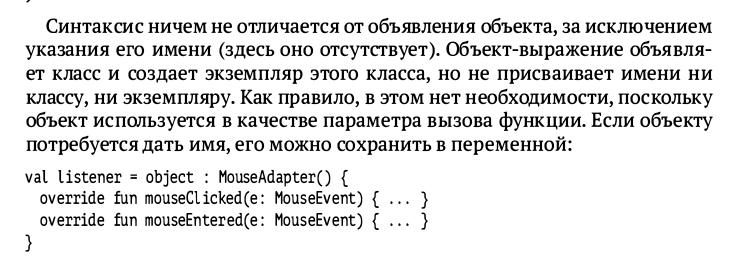 Синтаксис ничем не отличается от объявления объекта, за исключением
указания его имени (здесь оно отсутствует). Объект-выражение объявля-
ет класс и создает экземпляр этого класса, но не присваивает имени ни
классу, ни экземпляру. Как правило, в этом нет необходимости, поскольку
объект используется в качестве параметра вызова функции. Если объекту
потребуется дать имя, его можно сохранить в переменной:
val listener = object : MouseAdapter() {
  override fun mouseClicked(e: MouseEvent) { ... }
  override fun mouseEntered(e: MouseEvent) { ... }
}